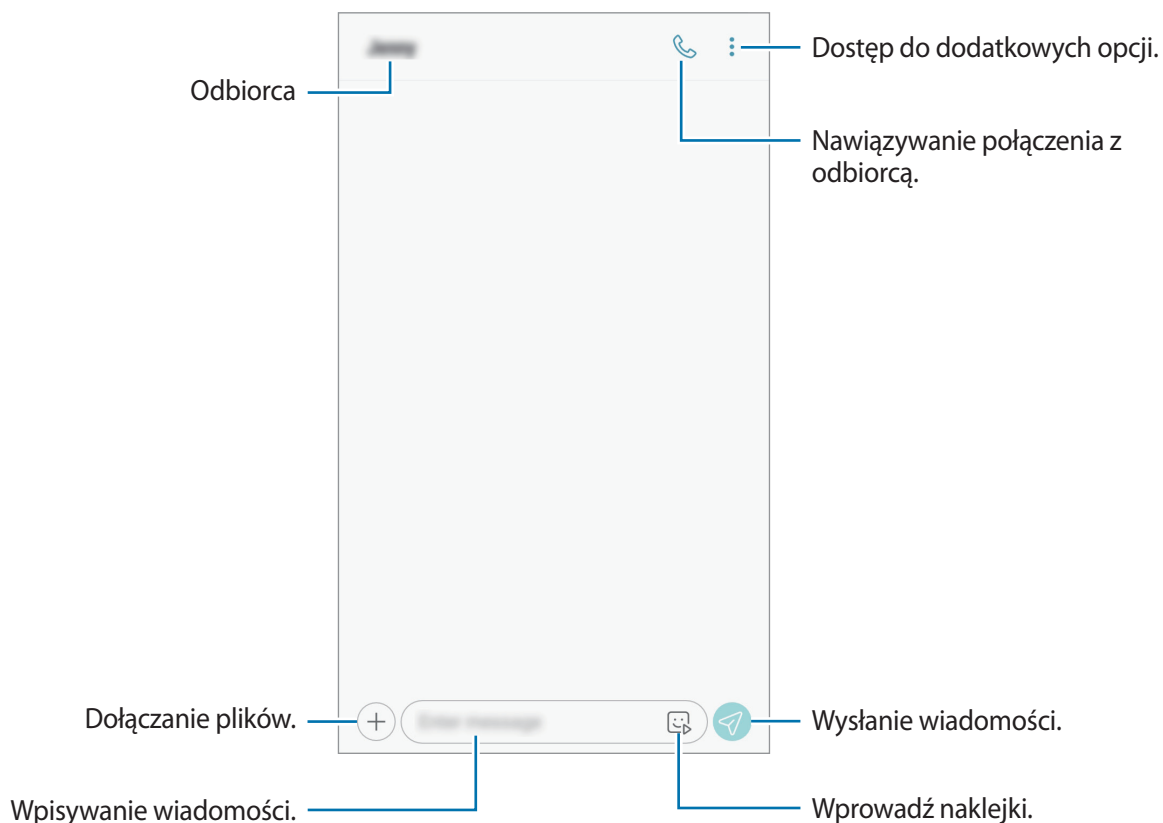 Dostęp do dodatkowych opcji.
Odbiorca
Nawiązywanie połączenia z
odbiorcą.
Dołączanie plików.
Wysłanie wiadomości.
Wpisywanie wiadomości.
Wprowadź naklejki.